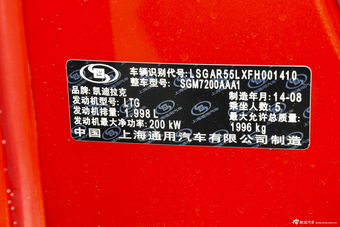 车辆识别代号:LSGAR55LXFH001410
整车型号: SGM7200AAA1
品牌:凯迪拉克
制造年月:14-08
发动机型号:LTG
乘坐人数:5
发动机排量:1.998 L
最大允许总质量:
发动机最大净功率:200 kW
1996 kg
中国 上海通用汽车有限公司 制造